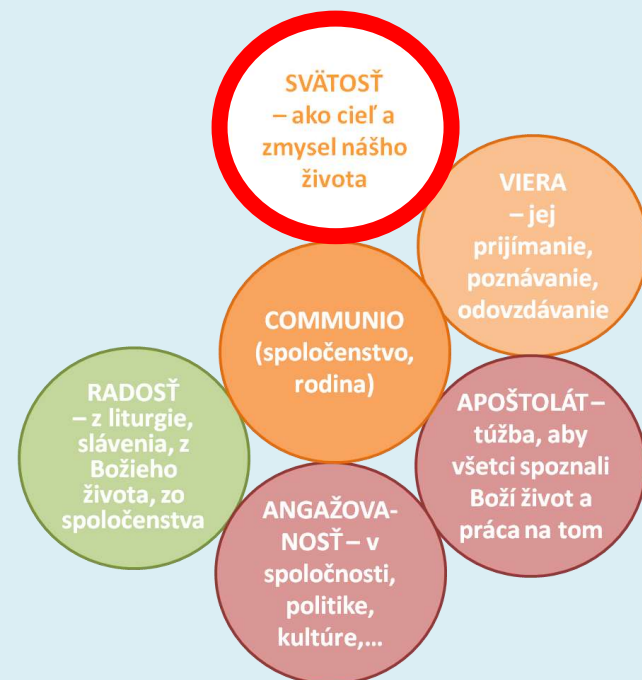 SVÄTOSŤ
– ako cieľ a
zmysel nášho
života
VIERA
– jej
prijímanie,
poznávanie,
odovzdávanie
COMMUNIO
(spoločenstvo,
rodina)
RADOSŤ
– z liturgie,
slávenia, z
Božieho
života, zo
spoločenstva
APOŠTOLÁT –
túžba, aby
všetci spoznali
Boží život a
práca na tom
ANGAŽOVA-
NOSŤ – v
spoločnosti,
politike,
kultúre,...